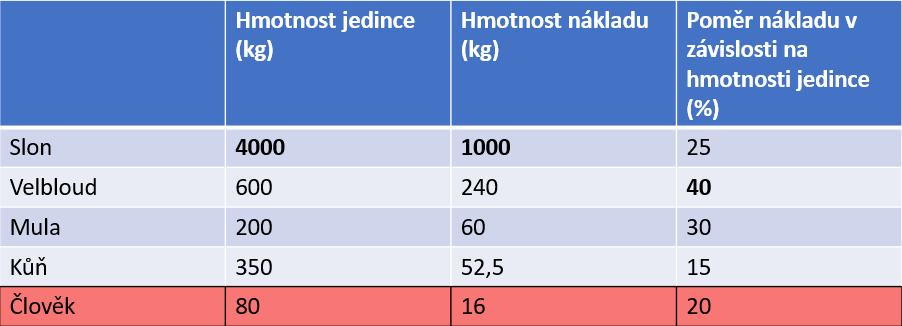 Hmotnost jedince (kg) Hmotnost nákladu (kg) Poměr nákladu v závislosti na hmotnosti jedince (%)
Slon 4000 1000 25
Velbloud 600 240 40
Mula 200 60 30
Kůň 350 52,5 15
Člověk 80 16 20